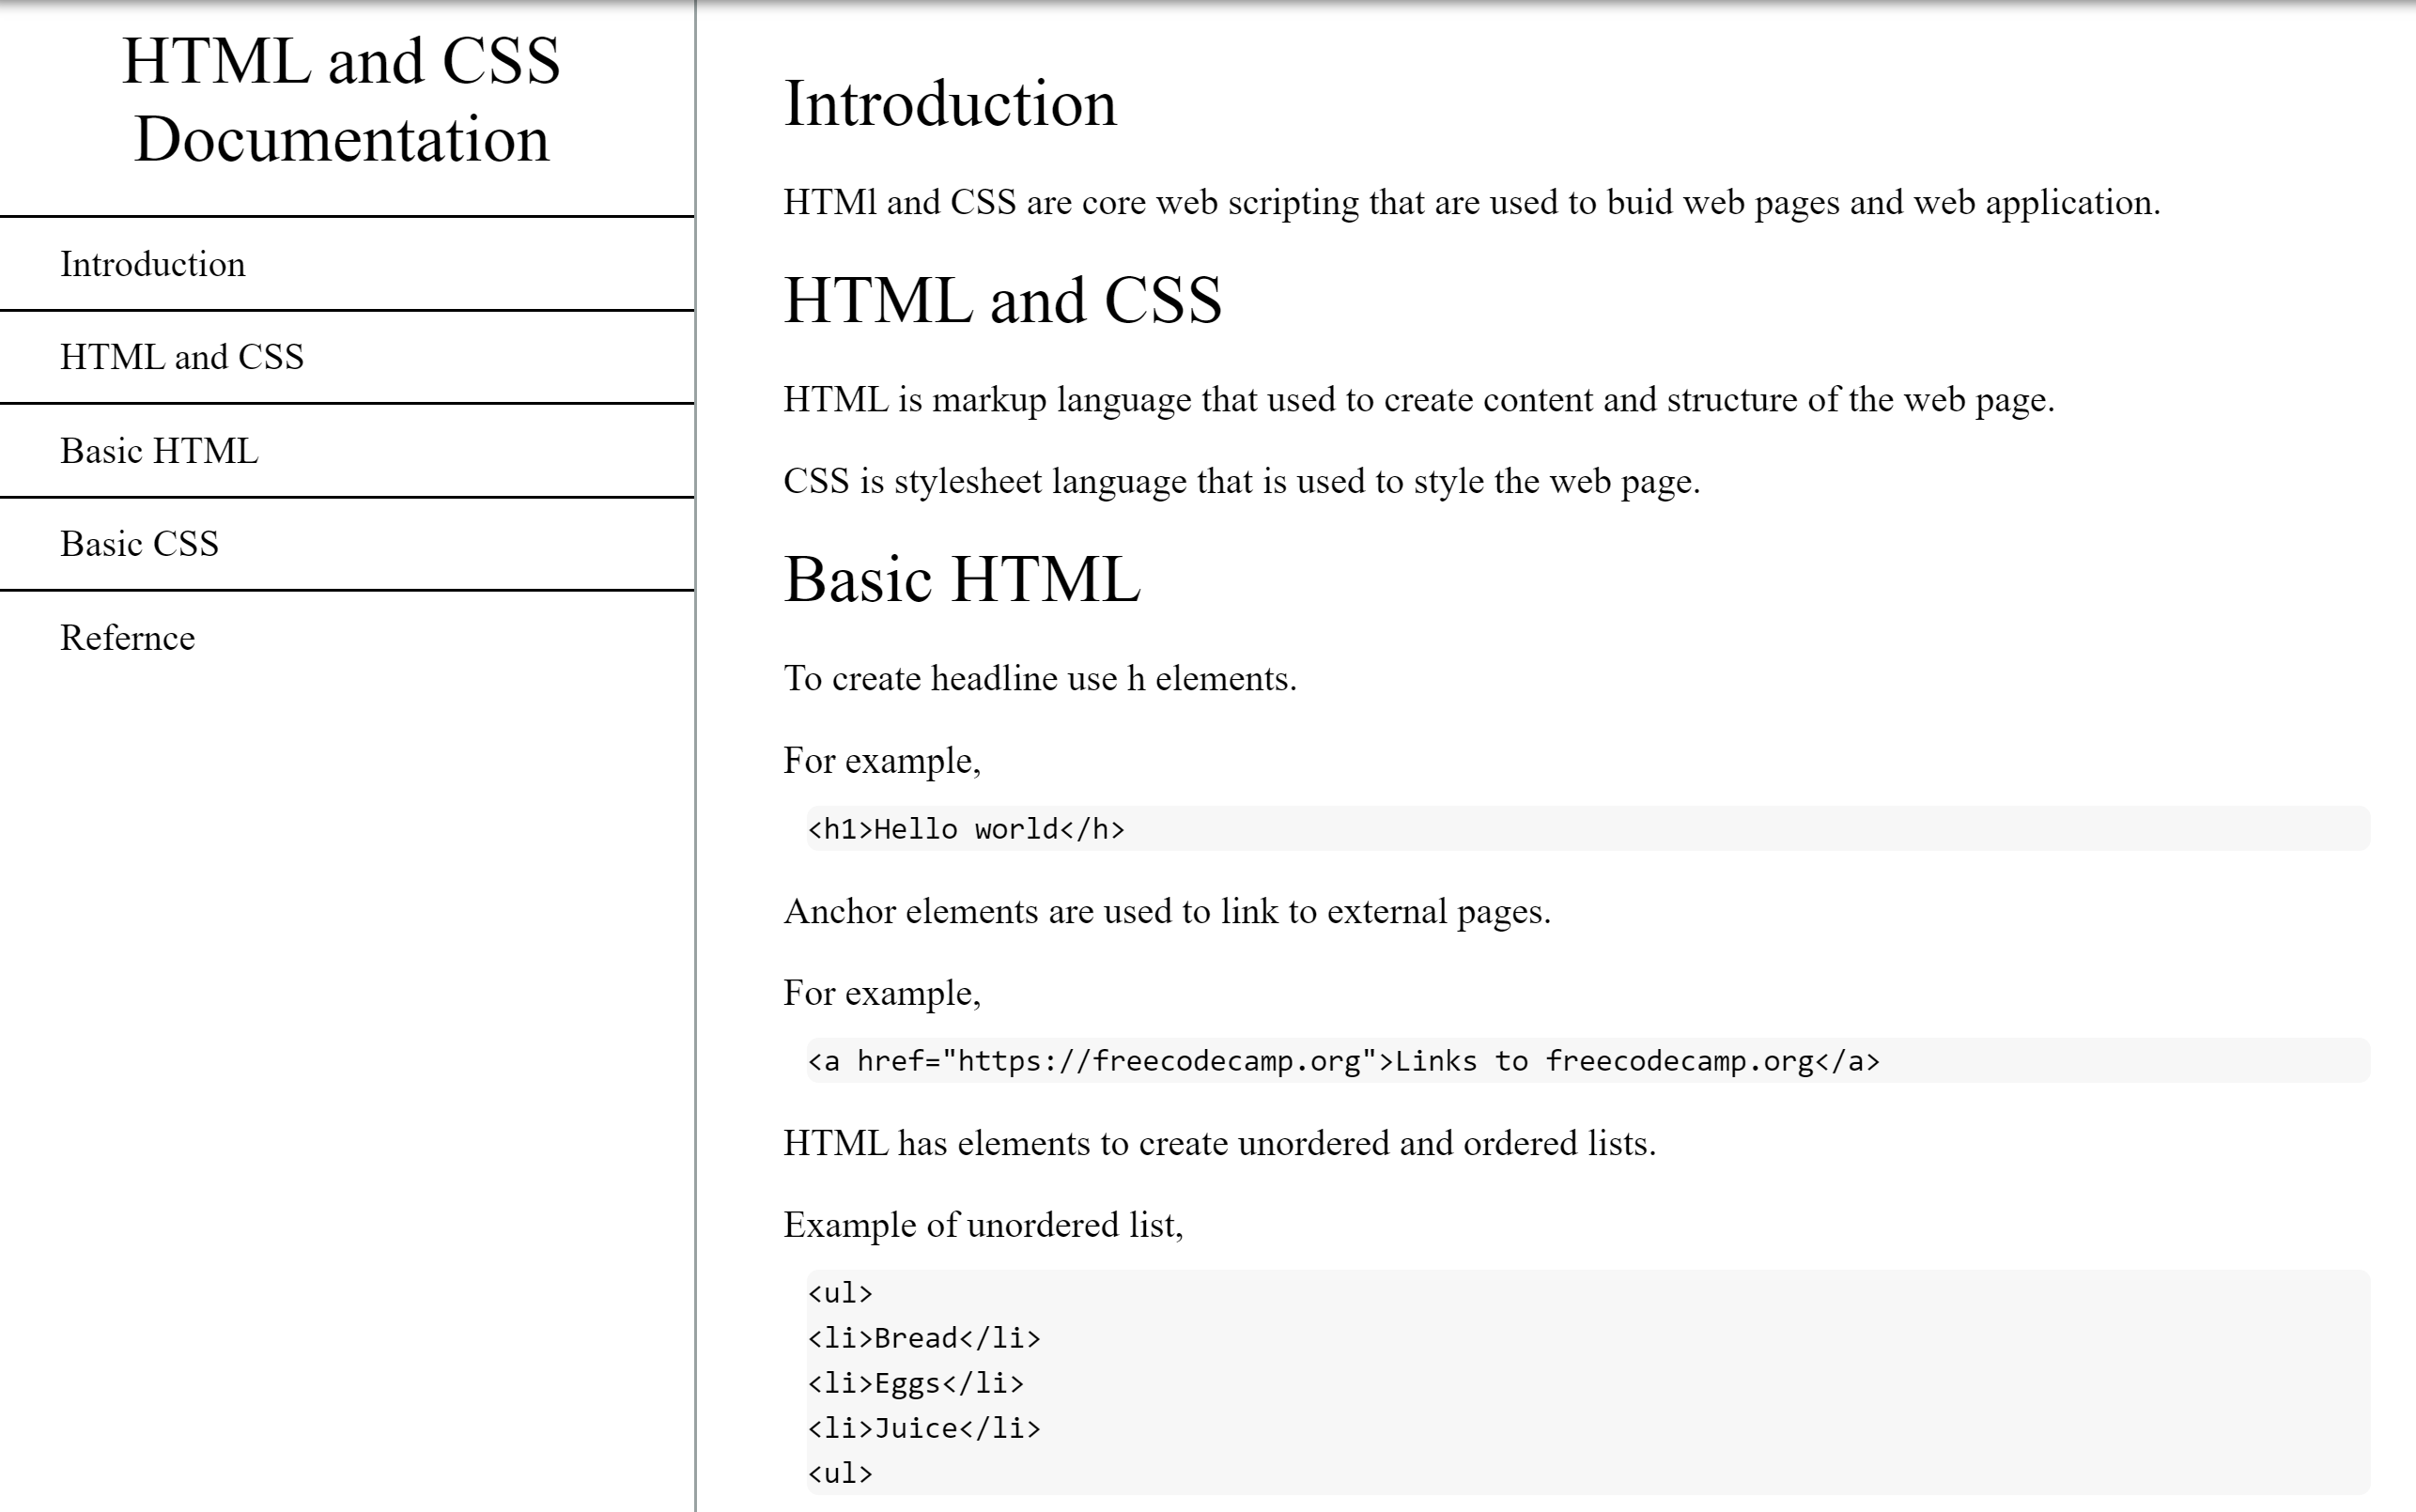 HTML and CSS
Documentation
Introduction
HTML and CSS
Basic HTML
Basic CSS
Refernce
Introduction
HTMl and CSS are core web scripting that are used to buid web pages and web application.
HTML and CSS
HTML is markup language that used to create content and structure of the web page.
CSS is stylesheet language that is used to style the web page.
Basic HTML
To create headline use h elements.
For example,
<h1>Hello world</h>
Anchor elements are used to link to external pages.
For example,
<a href="https://freecodecamp.org">Links to freecodecamp.org</a>
HTML has elements to create unordered and ordered lists.
Example of unordered list,
<ul>
<li>Bread</li>
<li>Eggs</li>
<li>Juice</li>
<ul>